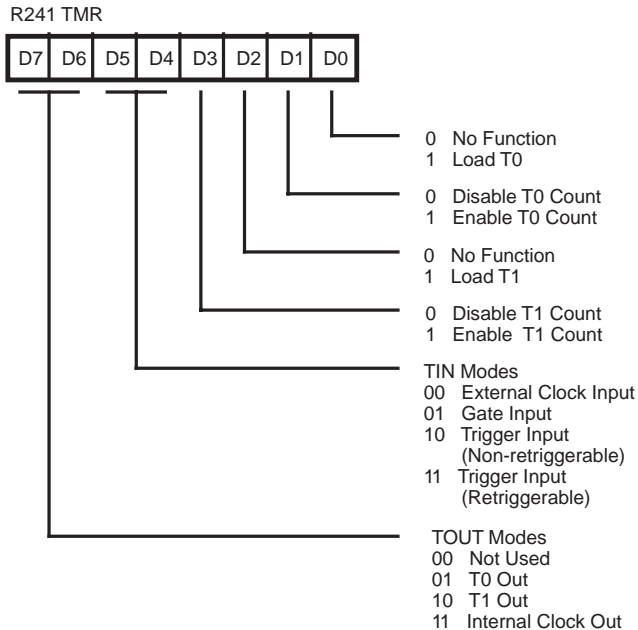 R241 TMR
D7 D6 D5 D4 D3 D2 D1 D0
0 No Function
1 Load T0
0 Disable T0 Count
1 Enable T0 Count
0 No Function
1 Load T1
0 Disable T1 Count
1 Enable T1 Count
TIN Modes
00 External Clock Input
01 Gate Input
10 Trigger Input
(Non-retriggerable)
11 Trigger Input
(Retriggerable)
TOUT Modes
00 Not Used
01 T0 Out
10 T1 Out
11 Internal Clock Out